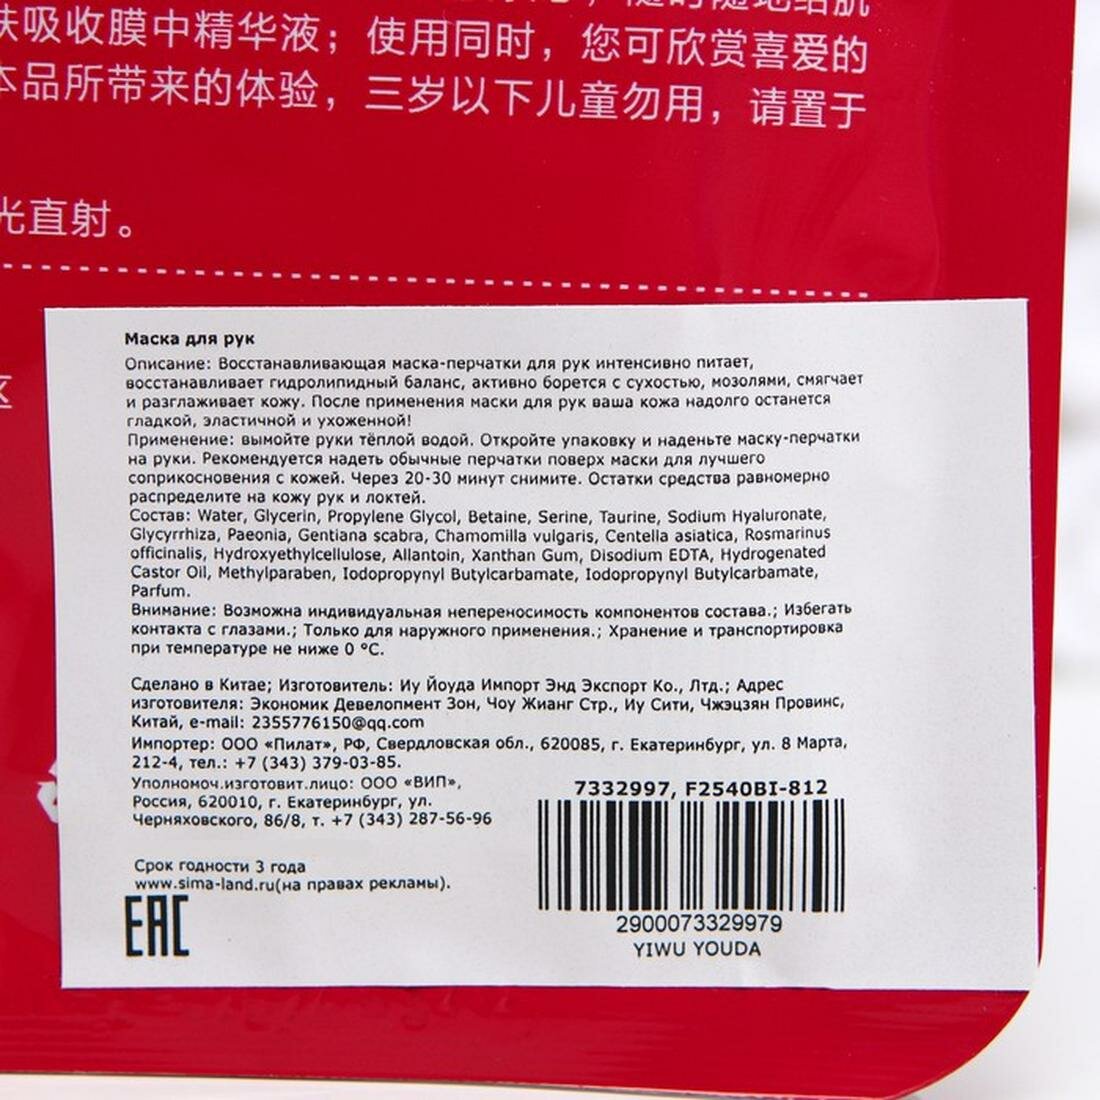 随时随地给肌
肤吸收膜中精华液；使用同时，您可欣赏喜爱的
本品所带来的体验，三岁以下儿童勿用，请置于
光直射。
区
Маска для рук
Описание: Восстанавливающая маска-перчатки для рук интенсивно питает,
восстанавливает гидролипидный баланс, активно борется с сухостью, мозолями, смягчает
и разглаживает кожу. После применения маски для рук ваша кожа надолго останется
гладкой, эластичной и ухоженной!
Применение: вымойте руки тёплой водой. Откройте упаковку и наденьте маску-перчатки
на руки. Рекомендуется надеть обычные перчатки поверх маски для лучшего
соприкосновения с кожей. Через 20-30 минут снимите. Остатки средства равномерно
распределите на кожу рук и локтей.
Состав: Water, Glycerin, Propylene Glycol, Betaine, Serine, Taurine, Sodium Hyaluronate,
Glycyrrhiza, Paeonia, Gentiana scabra, Chamomilla vulgaris, Centella asiatica, Rosmarinus
officinalis, Hydroxyethylcellulose, Allantoin, Xanthan Gum, Disodium EDTA, Hydrogenated
Castor Oil, Methylparaben, Iodopropynyl Butylcarbamate, Iodopropynyl Butylcarbamate,
Parfum.
Внимание: Возможна индивидуальная непереносимость компонентов состава.; Избегать
контакта с глазами.; Только для наружного применения.; Хранение и транспортировка
при температуре не ниже 0 °С.
Сделано в Китае; Изготовитель: Иу Йоуда Импорт Энд Экспорт Ко., Лтд.; Адрес
изготовителя: Экономик Девелопмент Зон, Чоу Жианг Стр., Иу Сити, Чжэцзян Провинс,
Китай, e-mail: 2355776150@qq.com
Импортер: ООО «Пилат», РФ, Свердловская обл., 620085, г. Екатеринбург, ул. 8 Марта,
212-4, тел.: +7 (343) 379-03-85.
Уполномоч.изготовит.лицо: ООО «ВИП»,
Россия, 620010, г. Екатеринбург, ул.
Черняховского, 86/8, т. +7 (343) 287-56-96
7332997, F2540BI-812
Срок годности 3 года
www.sima-land.ru(на правах рекламы).
EAC
2900073329979
YIWU YOUDA